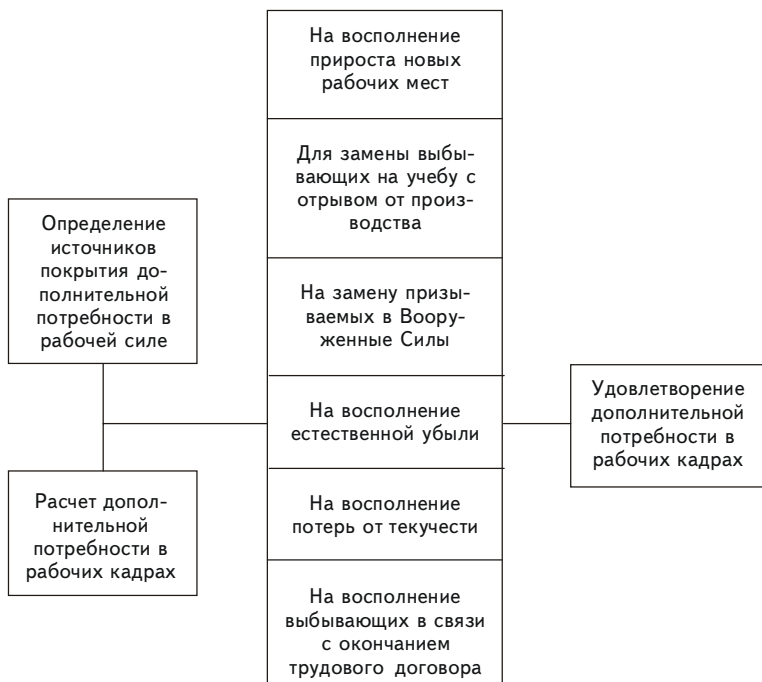 Определение
источников
покрытия до-
полнительной
потребности в
рабочей силе
Расчет допол-
нительной
потребности в
рабочих кадрах
На восполнение
прироста новых
рабочих мест
Для замены выбы-
вающих на учебу с
отрывом от произ-
водства
На замену призы-
ваемых в Воору-
женные Силы
На восполнение
естественной убыли
На восполнение
потерь от текучести
На восполнение
выбывающих в связи
с окончанием
трудового договора
Удовлетворение
дополнительной
потребности в
рабочих кадрах